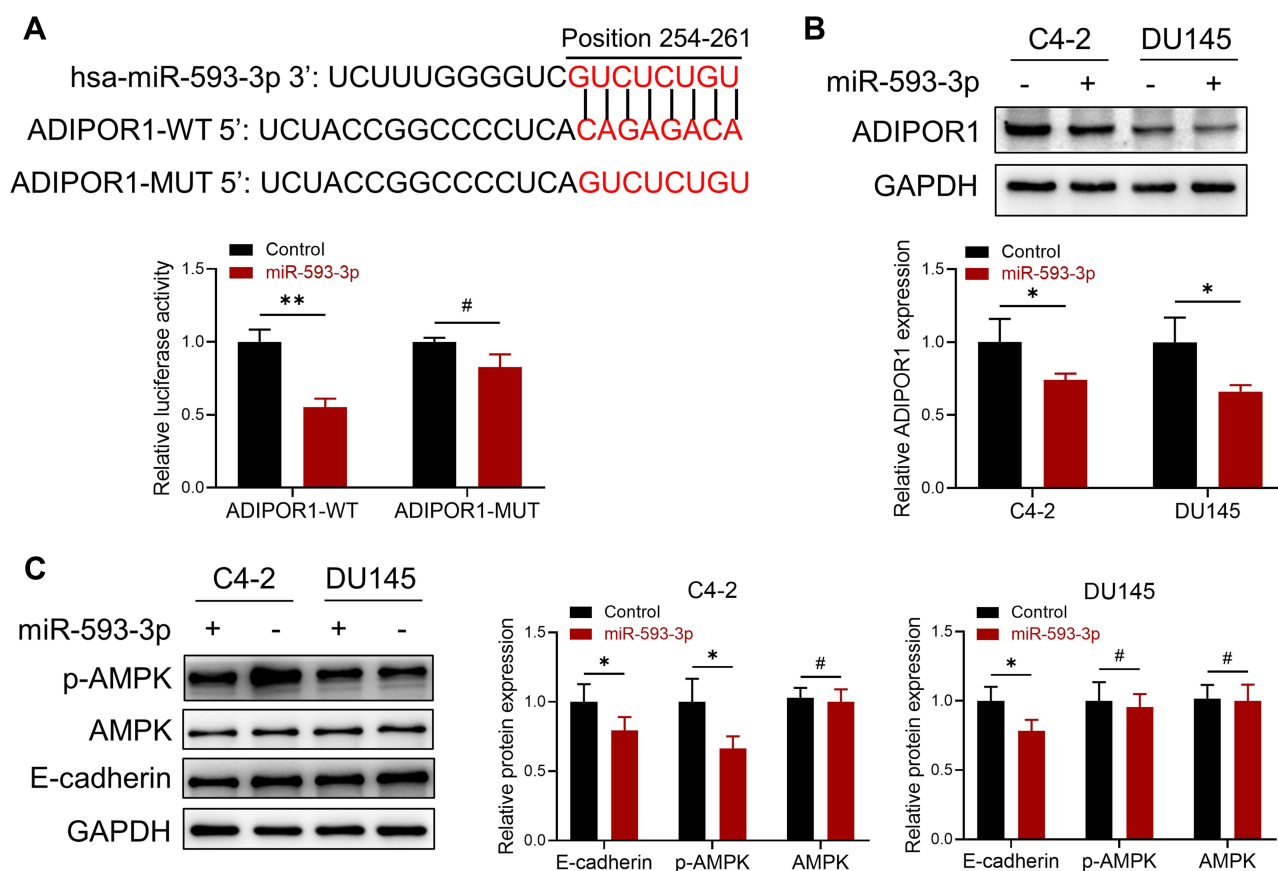 A
Position 254-261
hsa-miR-593-3p 3’: UCUUUGGGGUCGUCUCUGU
ADIPOR1-WT 5’: UCUACCGGCCCCUCACAGAGACA
ADIPOR1-MUT 5’: UCUACCGGCCCCUCAGUCUCUGU
Control
miR-593-3p
Relative luciferase activity
1.5
1.0
0.5
0.0
**
#
ADIPOR1-WT
ADIPOR1-MUT
B
C4-2 DU145
miR-593-3p - + - +
ADIPOR1
GAPDH
Control
miR-593-3p
Relative ADIPOR1 expression
1.5
1.0
0.5
0.0
*
*
C4-2
DU145
C
C4-2 DU145
miR-593-3p + - + -
p-AMPK
AMPK
E-cadherin
GAPDH
C4-2
Control
miR-593-3p
Relative protein expression
1.5
1.0
0.5
0.0
*
*
#
E-cadherin p-AMPK AMPK
DU145
Control
miR-593-3p
Relative protein expression
1.5
1.0
0.5
0.0
*
#
#
E-cadherin p-AMPK AMPK